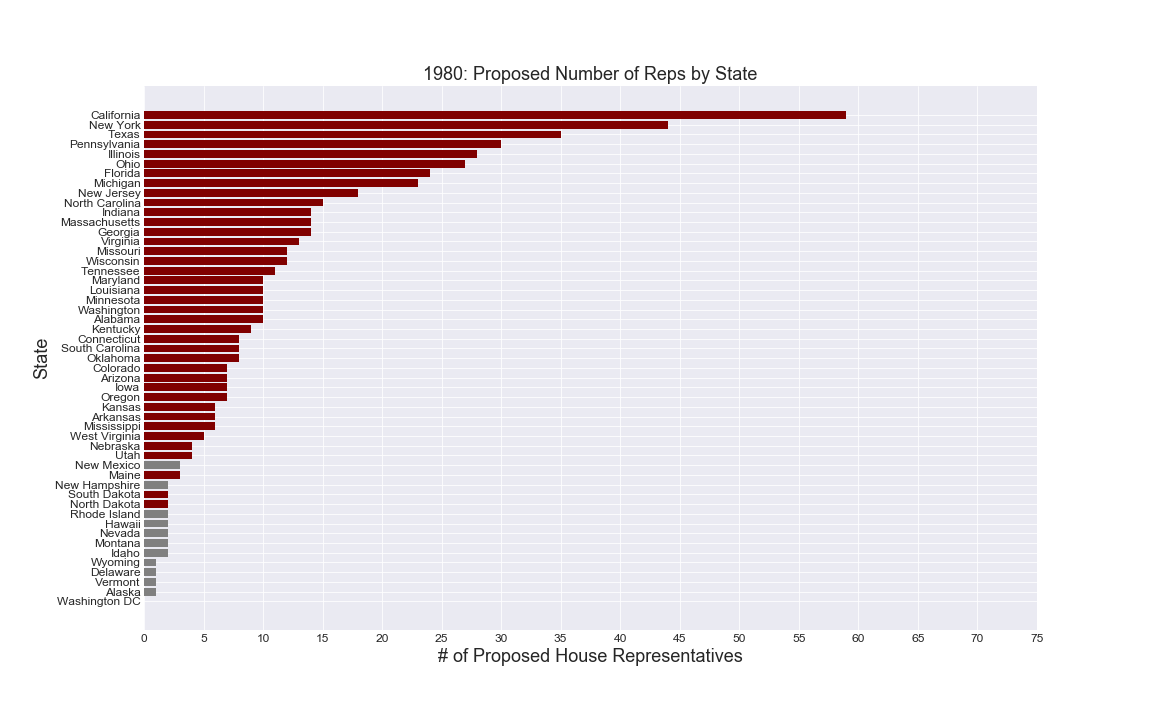 1980: Proposed Number of Reps by State
State
California
New York
Texas
Pennsylvania
Illinois
Ohio
Florida
Michigan
New Jersey
North Carolina
Indiana
Massachusetts
Georgia
Virginia
Missouri
Wisconsin
Tennessee
Maryland
Louisiana
Minnesota
Washington
Alabama
Kentucky
Connecticut
South Carolina
Oklahoma
Colorado
Arizona
Iowa
Oregon
Kansas
Arkansas
Mississippi
West Virginia
Nebraska
Utah
New Mexico
Maine
New Hampshire
South Dakota
North Dakota
Rhode Island
Hawaii
Nevada
Montana
Idaho
Wyoming
Delaware
Vermont
Alaska
Washington DC
0 5 10 15 20 25 30 35 40 45 50 55 60 65 70 75
# of Proposed House Representatives